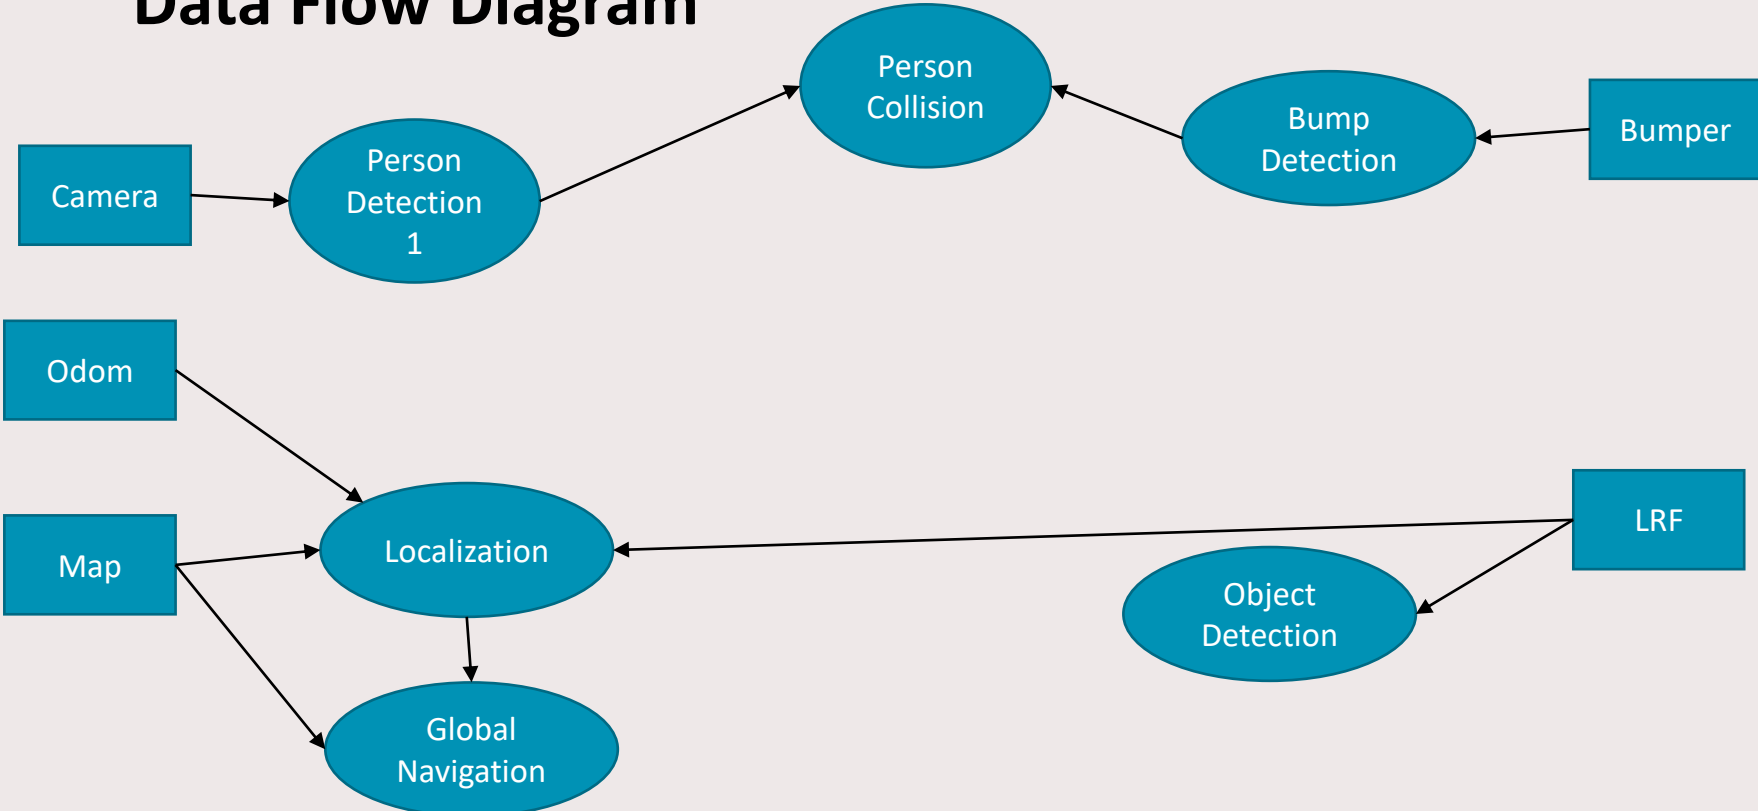 Data Flow Diagram
Person
Collision
Bump
Detection
Bumper
Person
Detection
1
Camera
Odom
LRF
Map
Localization
Object
Detection
Global
Navigation